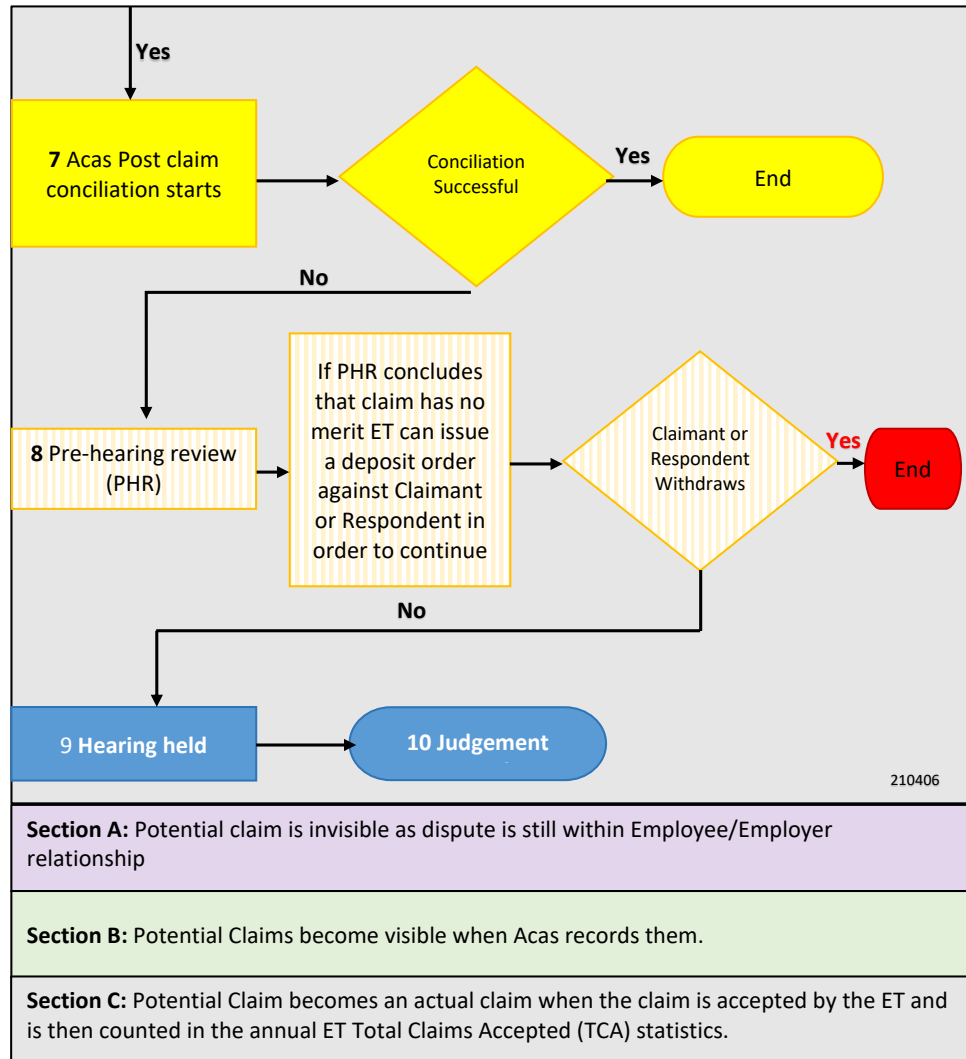 Yes
7 Acas Post claim
conciliation starts
Conciliation
Successful
Yes
End
No
8 Pre-hearing review
(PHR)
If PHR concludes
that claim has no
merit ET can issue
a deposit order
against Claimant
or Respondent in
order to continue
Claimant or
Respondent
Withdraws
Yes
End
No
9 Hearing held
10 Judgement
210406
Section A: Potential claim is invisible as dispute is still within Employee/Employer
relationship
Section B: Potential Claims become visible when Acas records them.
Section C: Potential Claim becomes an actual claim when the claim is accepted by the ET and
is then counted in the annual ET Total Claims Accepted (TCA) statistics.